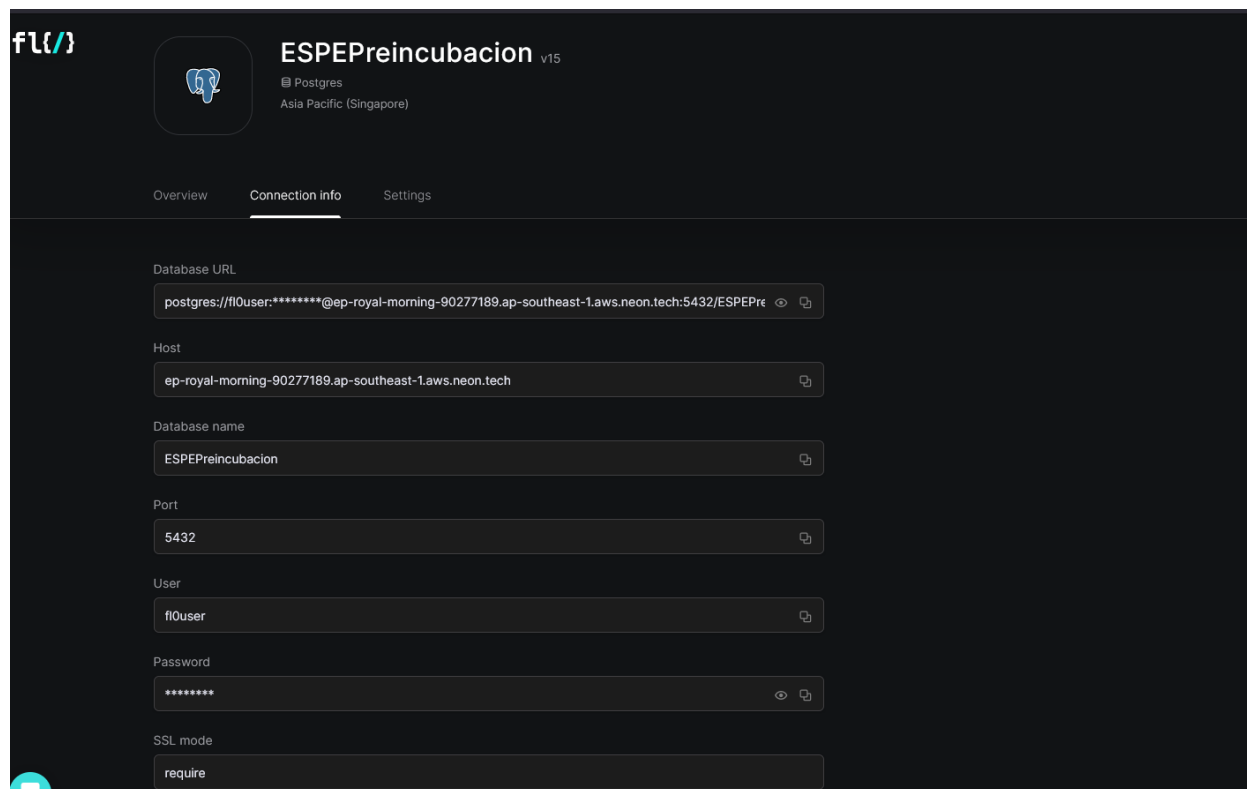 fl{/}
ESPEPreincubacion v15
Postgres
Asia Pacific (Singapore)
Overview Connection info Settings
Database URL
postgres://fl0user:********@ep-royal-morning-90277189.ap-southeast-1.aws.neon.tech:5432/ESPEPre
Host
ep-royal-morning-90277189.ap-southeast-1.aws.neon.tech
Database name
ESPEPreincubacion
Port
5432
User
fl0user
Password
********
SSL mode
require